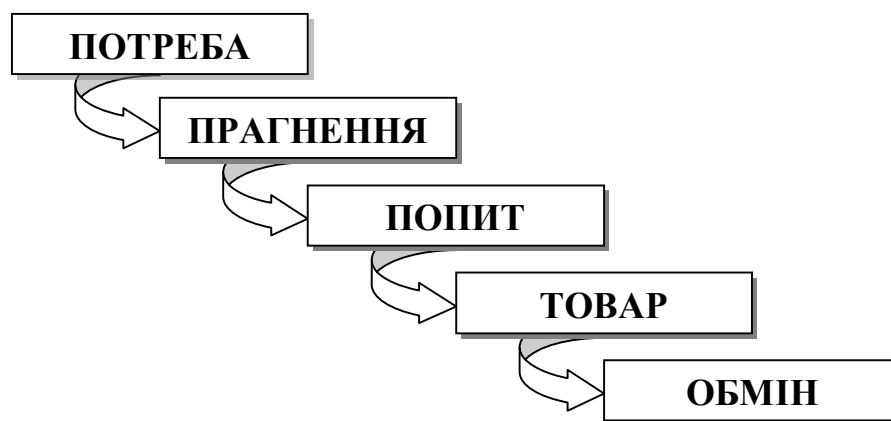 ПОТРЕБА
ПРАГНЕННЯ
ПОПИТ
ТОВАР
ОБМІН